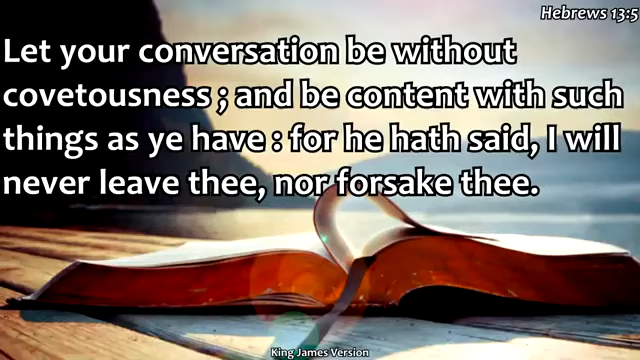 Hebrews 13:5
Let your conversation be without
covetousness ; and be content with such
things as ye have : for he hath said, I will
never leave thee, nor forsake thee.
King James Version